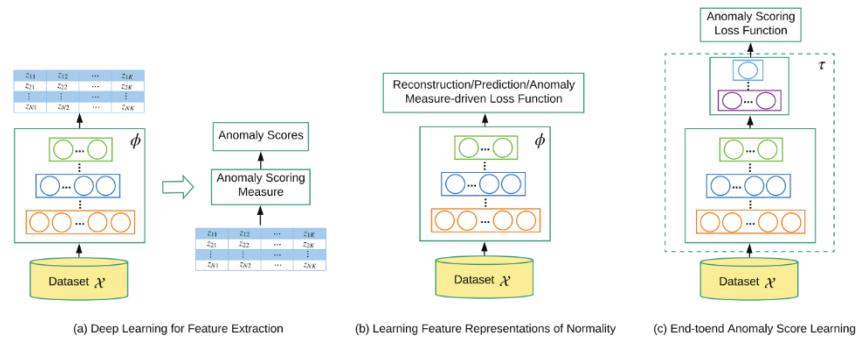 z11 z12 ... z1K
z21 z22 ... z2K
⋮ ⋮ ⋮ ⋮
zN1 zN2 ... zNK
ϕ
Dataset 𝒳
Anomaly Scores
Anomaly Scoring
Measure
z11 z12 ... z1K
z21 z22 ... z2K
⋮ ⋮ ⋮ ⋮
zN1 zN2 ... zNK
(a) Deep Learning for Feature Extraction
Reconstruction/Prediction/Anomaly
Measure-driven Loss Function
ϕ
Dataset 𝒳
(b) Learning Feature Representations of Normality
Anomaly Scoring
Loss Function
τ
Dataset 𝒳
(c) End-toend Anomaly Score Learning